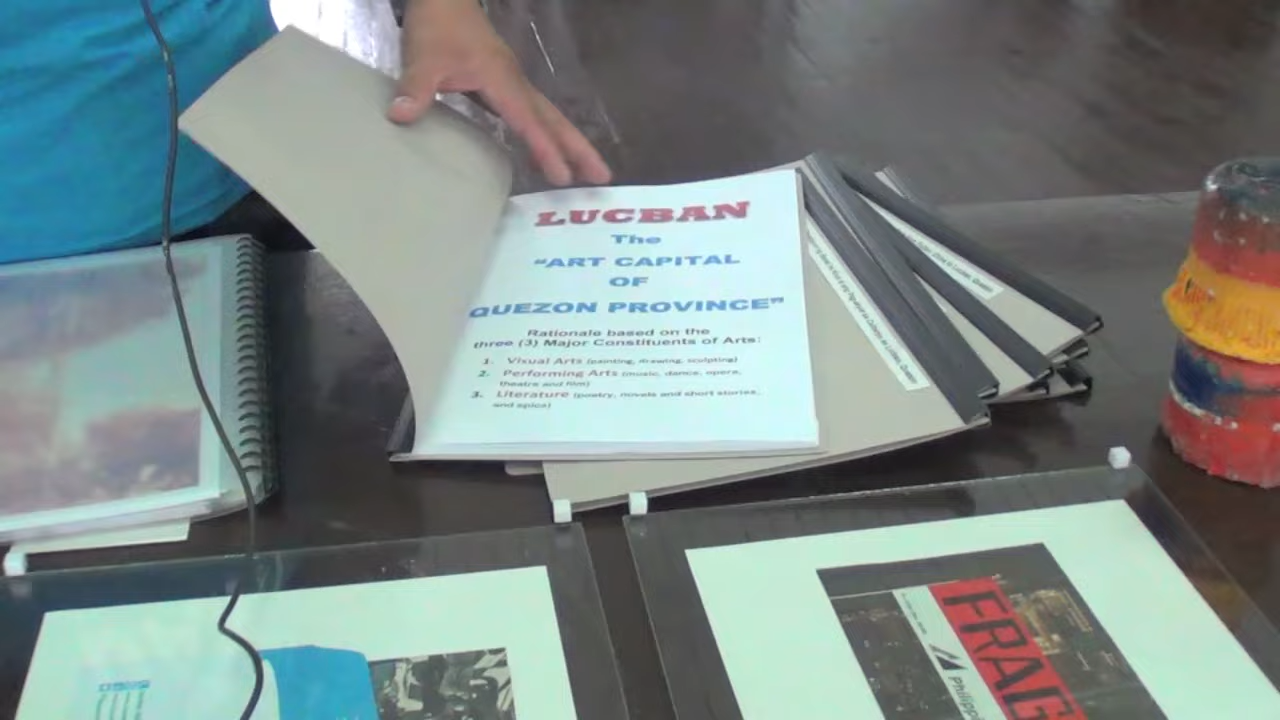 LUCBAN
The
"ART CAPITAL
OF
QUEZON PROVINCE"
Rationale based on the
three (3) Major Constituents of Arts:
1. Visual Arts (painting, drawing, sculpting)
2. Performing Arts (music, dance, opera,
theatre and film)
3. Literature (poetry, novels and short stories,
and epics)
FRAG
Philippi